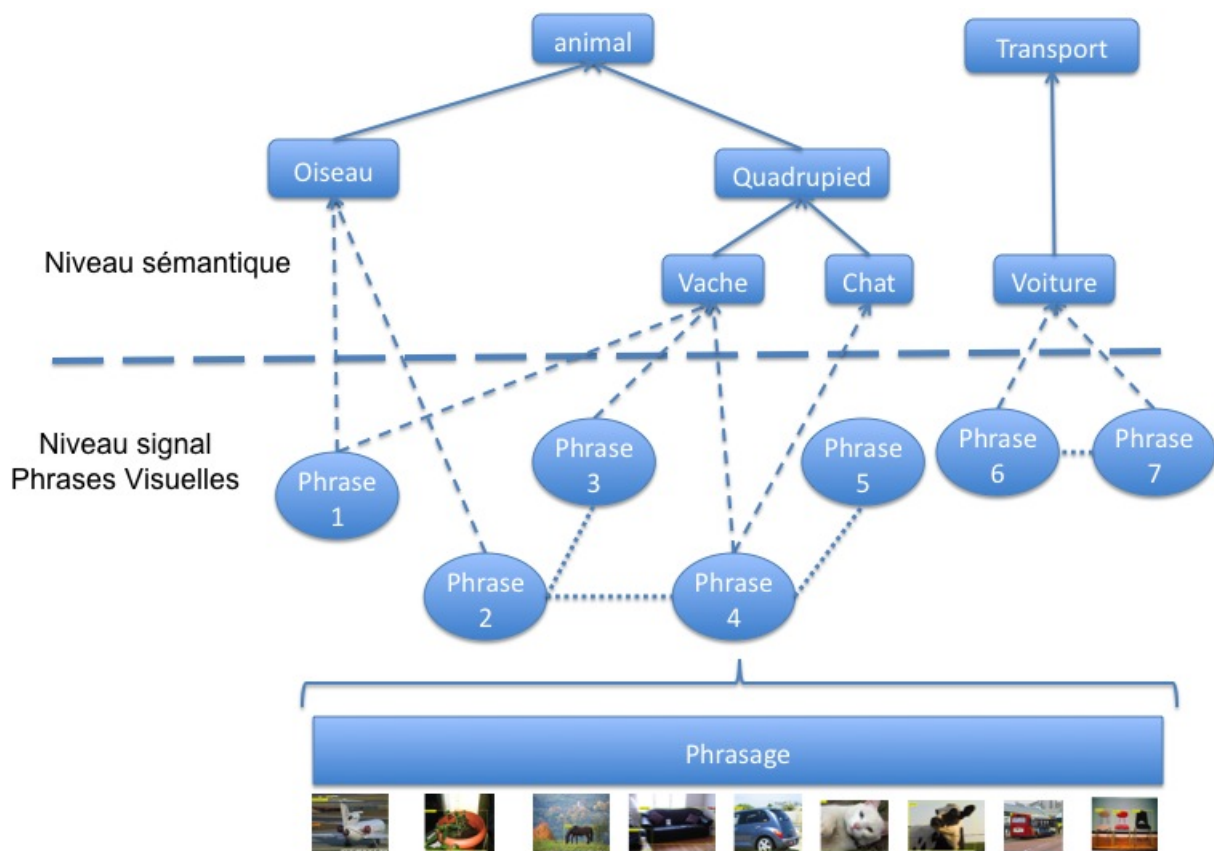 animal
Transport
Oiseau
Quadrupied
Niveau sémantique
Vache
Chat
Voiture
Niveau signal
Phrases Visuelles
Phrase
1
Phrase
3
Phrase
5
Phrase
6
Phrase
7
Phrase
2
Phrase
4
Phrasage